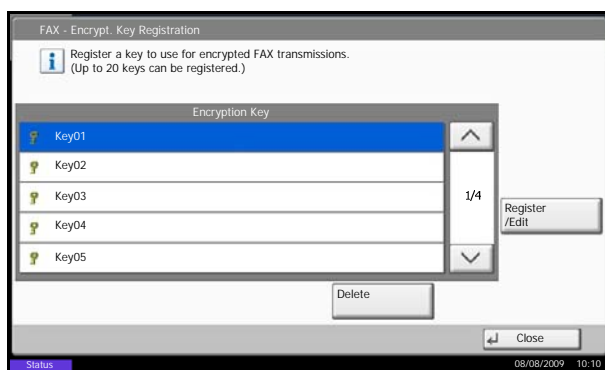 FAX - Encrypt. Key Registration
Register a key to use for encrypted FAX transmissions.
(Up to 20 keys can be registered.)
Encryption Key
Key01
Key02
Key03
1/4
Register
/Edit
Key04
Key05
Delete
Close
Status
08/08/2009 10:10